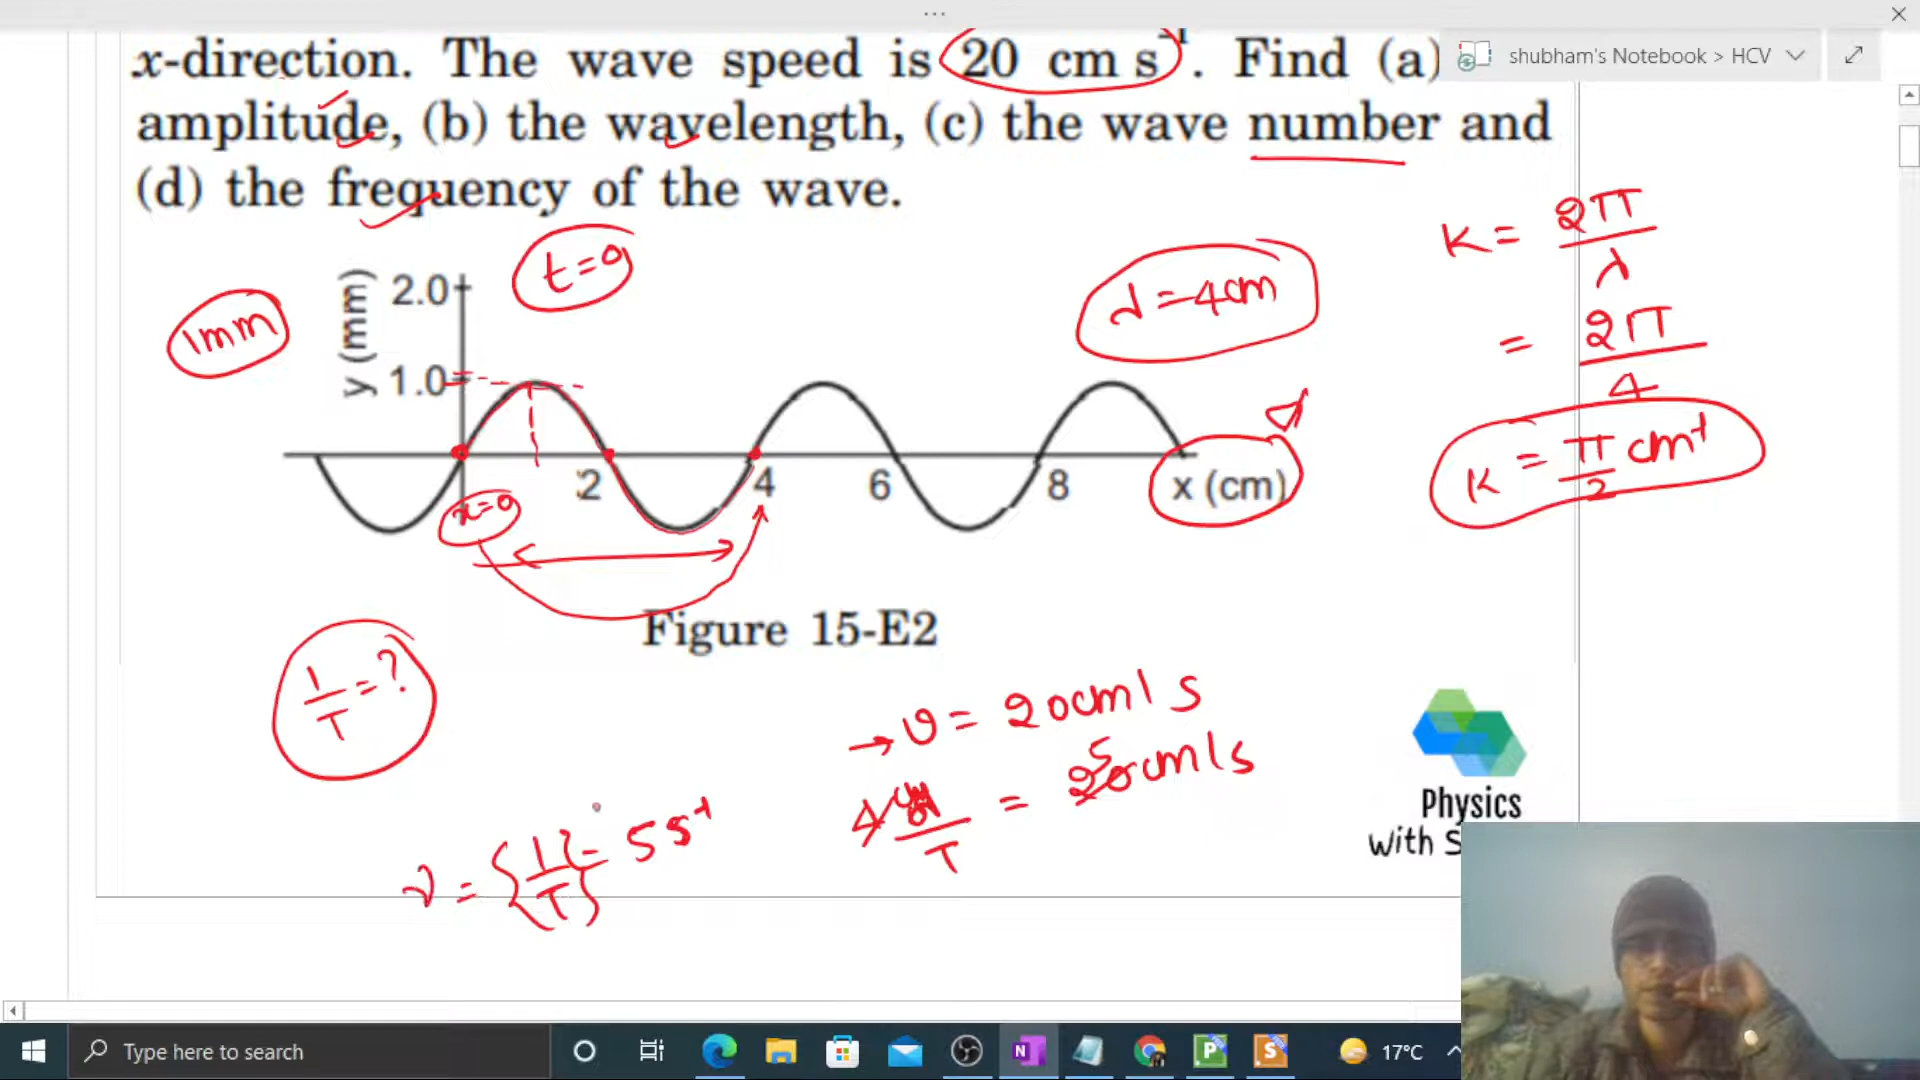 x-direction. The wave speed is 20 cm s⁻¹. Find (a)
amplitude, (b) the wavelength, (c) the wave number and
(d) the frequency of the wave.
shubham's Notebook > HCV
t=0
1mm
y (mm)
2.0
1.0
2
4
6
8
x (cm)
x=0
λ=4cm
K = 2π/λ
= 2π/4
K = π/2 cm⁻¹
Figure 15-E2
1/T = ?
→ v = 20cm/s
4cm/T = 20cm/s
5
ν = {1/T} = 5 s⁻¹
Physics
With S
Type here to search
17°C